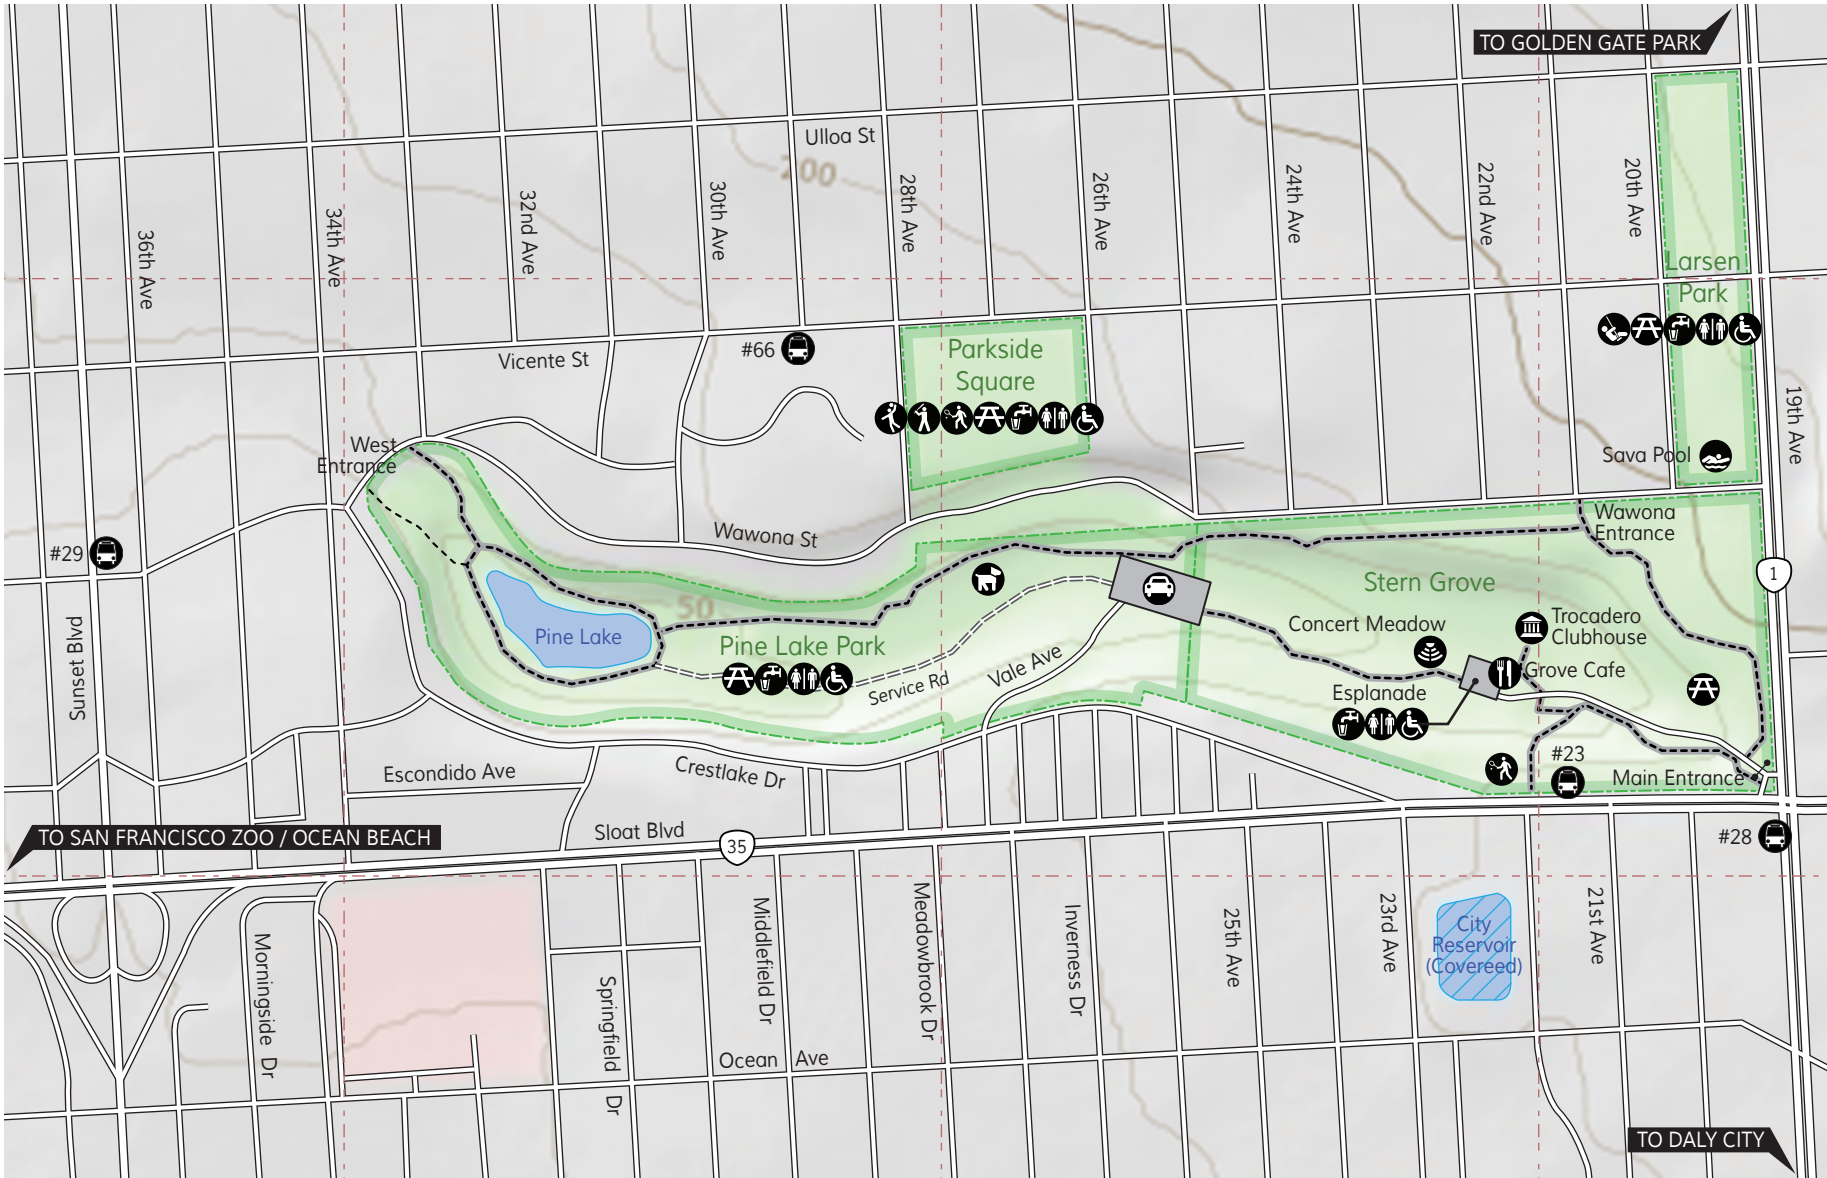 TO GOLDEN GATE PARK
Ulloa St
200
36th Ave
34th Ave
32nd Ave
30th Ave
28th Ave
26th Ave
24th Ave
22nd Ave
20th Ave
19th Ave
Larsen
Park
#66
Vicente St
Parkside
Square
Sava Pool
West
Entrance
Wawona St
Wawona
Entrance
#29
1
Stern Grove
50
Pine Lake
Pine Lake Park
Concert Meadow
Trocadero
Clubhouse
Grove Cafe
Vale Ave
Service Rd
Esplanade
Sunset Blvd
#23
Main Entrance
Escondido Ave
Crestlake Dr
Sloat Blvd
35
TO SAN FRANCISCO ZOO / OCEAN BEACH
#28
Morningside Dr
Springfield Dr
Middlefield Dr
Meadowbrook Dr
Inverness Dr
25th Ave
23rd Ave
City
Reservoir
(Covereed)
21st Ave
Ocean Ave
TO DALY CITY